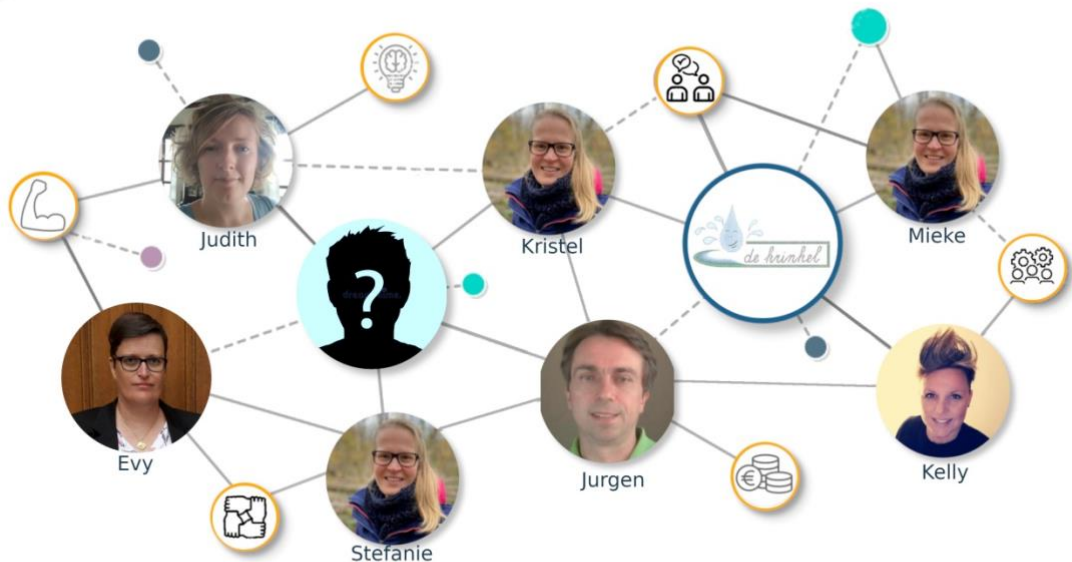 Judith
Kristel
Mieke
?
de krinkel
Evy
Jurgen
Kelly
Stefanie
€